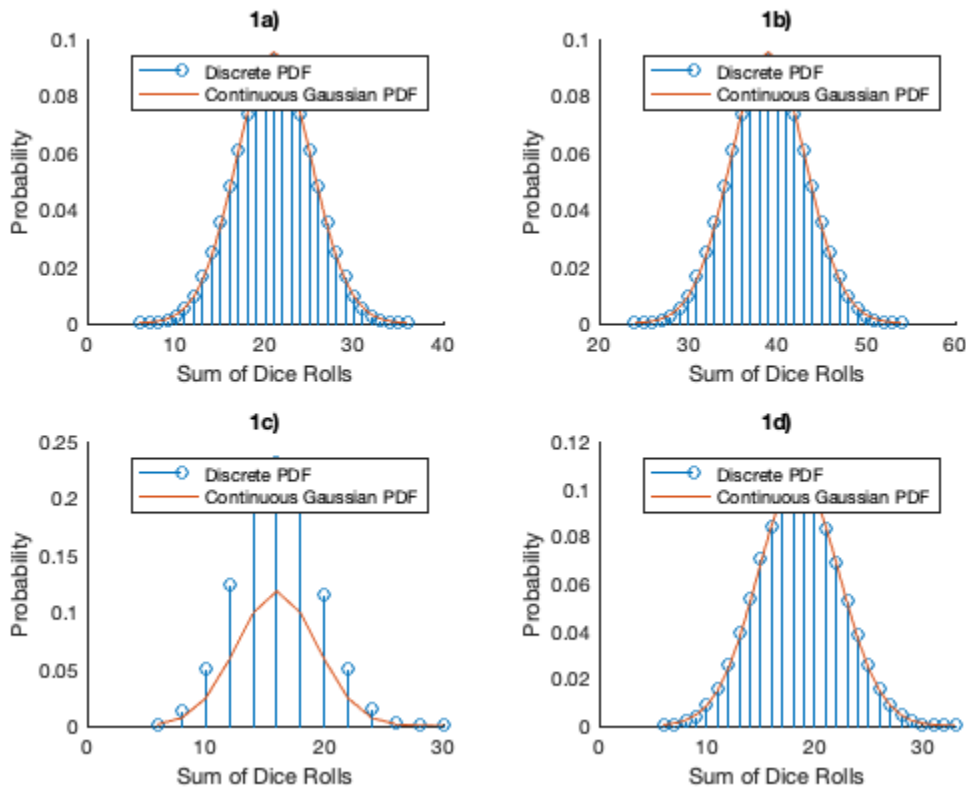 1a)
0.1
0.08
0.06
0.04
0.02
0
Probability
Discrete PDF
Continuous Gaussian PDF
0 10 20 30 40
Sum of Dice Rolls
1b)
0.1
0.08
0.06
0.04
0.02
0
Probability
Discrete PDF
Continuous Gaussian PDF
20 30 40 50 60
Sum of Dice Rolls
1c)
0.25
0.2
0.15
0.1
0.05
0
Probability
Discrete PDF
Continuous Gaussian PDF
0 10 20 30
Sum of Dice Rolls
1d)
0.12
0.1
0.08
0.06
0.04
0.02
0
Probability
Discrete PDF
Continuous Gaussian PDF
0 10 20 30
Sum of Dice Rolls